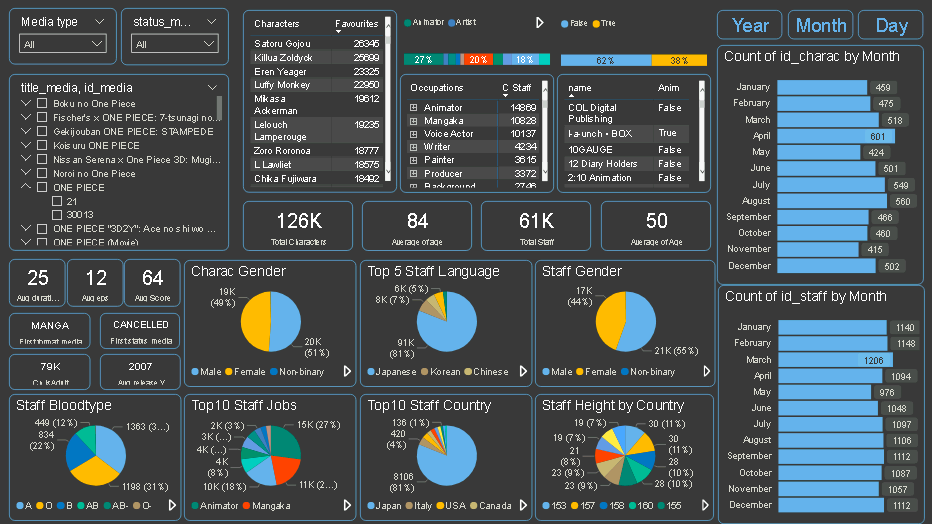 Media type
All
status_m...
All
title_media, id_media
Boku no One Piece
Fischer's x ONE PIECE: 7-tsunagi no...
Gekijouban ONE PIECE: STAMPEDE
Koisuru ONE PIECE
Nissan Serena x One Piece 3D: Mugi...
Noroi no One Piece
ONE PIECE
21
30013
ONE PIECE "3D2Y": Ace no shi wo ...
ONE PIECE (Movie)
Characters Favourites
Satoru Gojou 26345
Killua Zoldyck 25699
Eren Yeager 23325
Luffy Monkey 22950
Mikasa Ackerman 19612
Lelouch Lamperouge 19235
Zoro Roronoa 18777
L Lawliet 18575
Chika Fujiwara 18492
Animator Artist
27% 20% 18%
False True
62% 38%
Occupations C Staff
Animator 14869
Mangaka 10828
Voice Actor 10137
Writer 4234
Painter 3615
Producer 3372
Background 2746
name Anim
COL Digital Publishing False
+a-unch • BOX True
10GAUGE False
12 Diary Holders False
2:10 Animation False
126K
Total Characters
84
Average of age
61K
Total Staff
50
Average of Age
25
Avg durati...
12
Avg eps
64
Avg Score
MANGA
First format_media
CANCELLED
First status_media
79K
Ct_isAdult
2007
Avg release_Y
Charac Gender
19K (49%)
20K (51%)
Male Female Non-binary
Top 5 Staff Language
6K (5%)
8K (7%)
91K (81%)
Japanese Korean Chinese
Staff Gender
17K (44%)
21K (55%)
Male Female Non-binary
Staff Bloodtype
449 (12%)
834 (22%)
1363 (3...)
1198 (31%)
A O B AB AB- O-
Top10 Staff Jobs
2K (3%)
3K (...)
4K (...)
4K (8%)
10K (18%)
15K (27%)
11K (2...)
Animator Mangaka
Top10 Staff Country
136 (1%)
420 (4%)
8106 (81%)
Japan Italy USA Canada
Staff Height by Country
19 (7%)
19 (7%)
21 (8%)
23 (9%)
23 (9%)
30 (11%)
30 (11%)
28 (10%)
28 (10%)
153 157 158 160 155
Year Month Day
Count of id_charac by Month
January 459
February 475
March 518
April 601
May 424
June 501
July 549
August 560
September 466
October 460
November 415
December 502
Count of id_staff by Month
January 1140
February 1148
March 1206
April 1094
May 976
June 1048
July 1097
August 1106
September 1112
October 1087
November 1057
December 1112